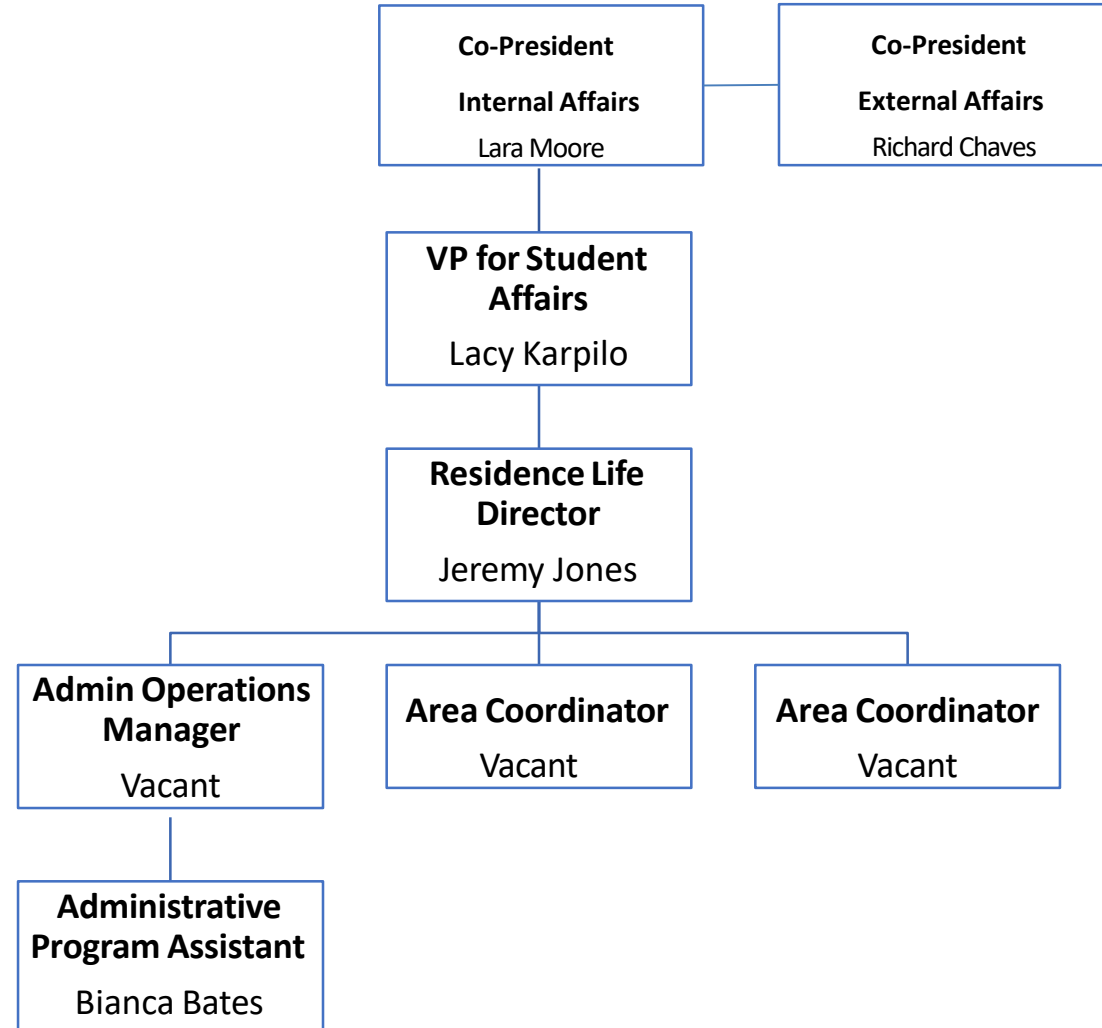 Co-President
Internal Affairs
Lara Moore
Co-President
External Affairs
Richard Chaves
VP for Student
Affairs
Lacy Karpilo
Residence Life
Director
Jeremy Jones
Admin Operations
Manager
Vacant
Area Coordinator
Vacant
Area Coordinator
Vacant
Administrative
Program Assistant
Bianca Bates